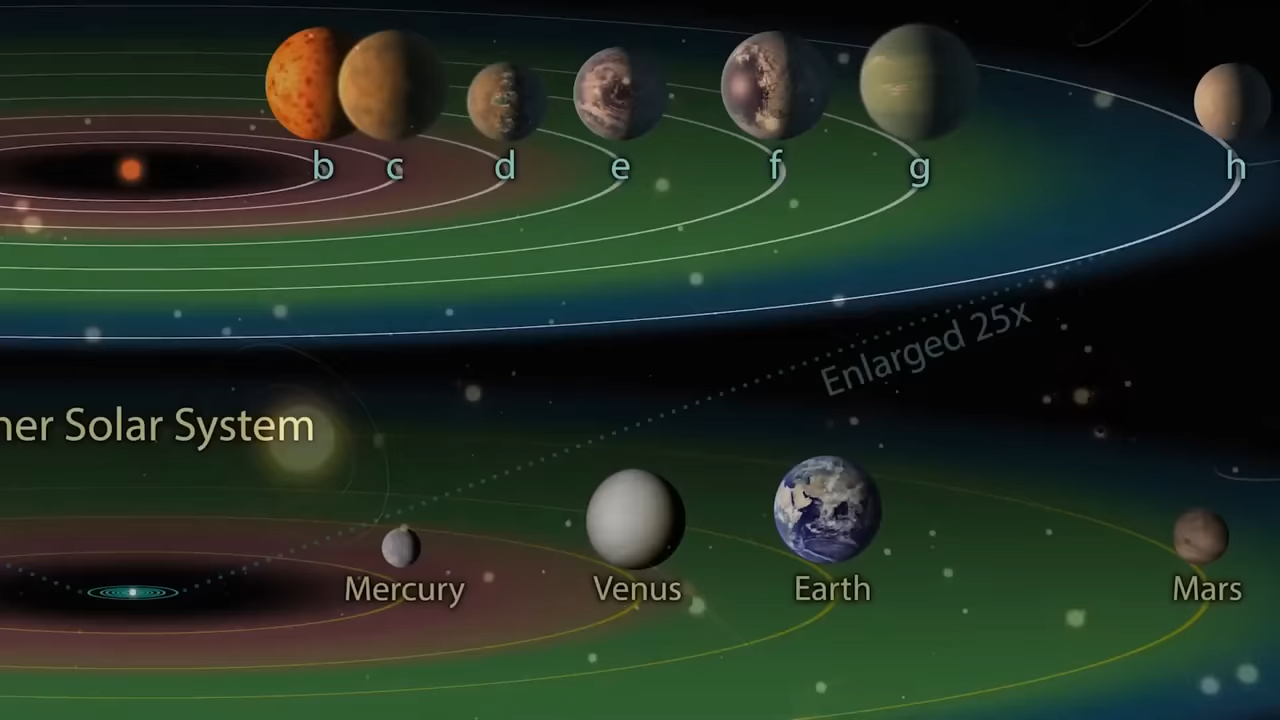 b c d e f g h
Enlarged 25x
ner Solar System
Mercury Venus Earth Mars